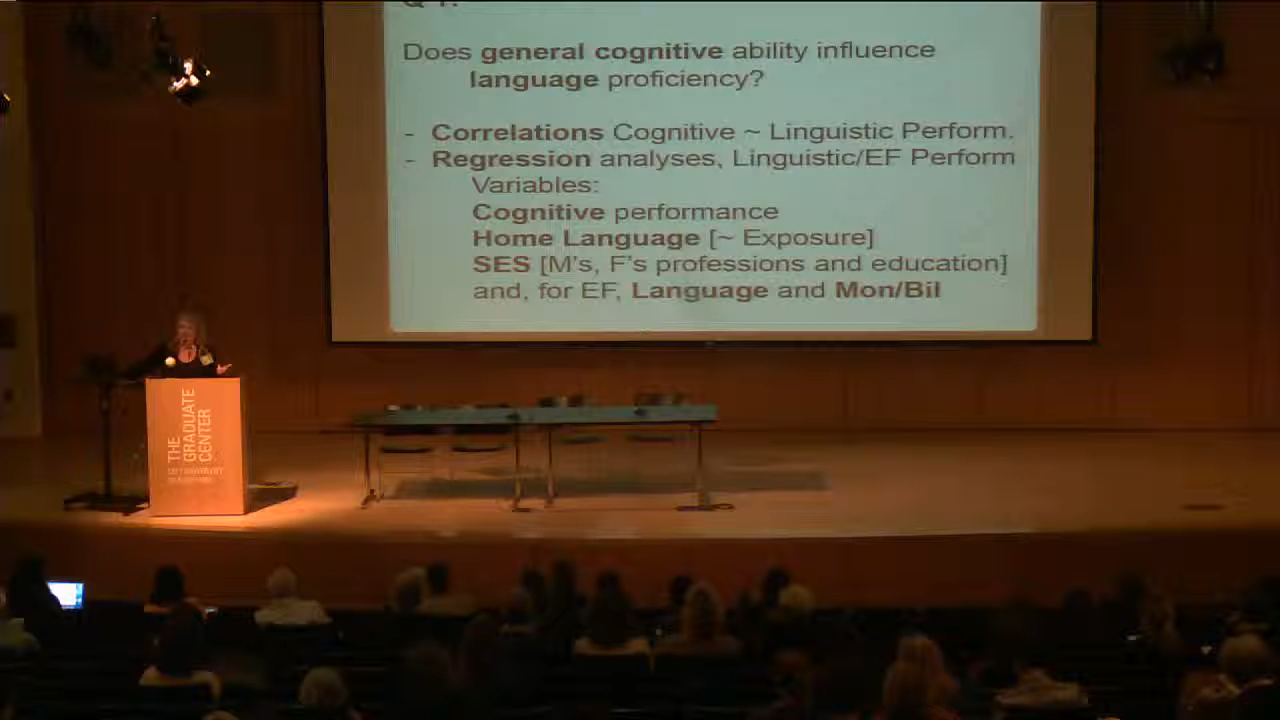 Does general cognitive ability influence
language proficiency?
- Correlations Cognitive ~ Linguistic Perform.
- Regression analyses, Linguistic/EF Perform
Variables:
Cognitive performance
Home Language [~ Exposure]
SES [M's, F's professions and education]
and, for EF, Language and Mon/Bil
THE
GRADUATE
CENTER